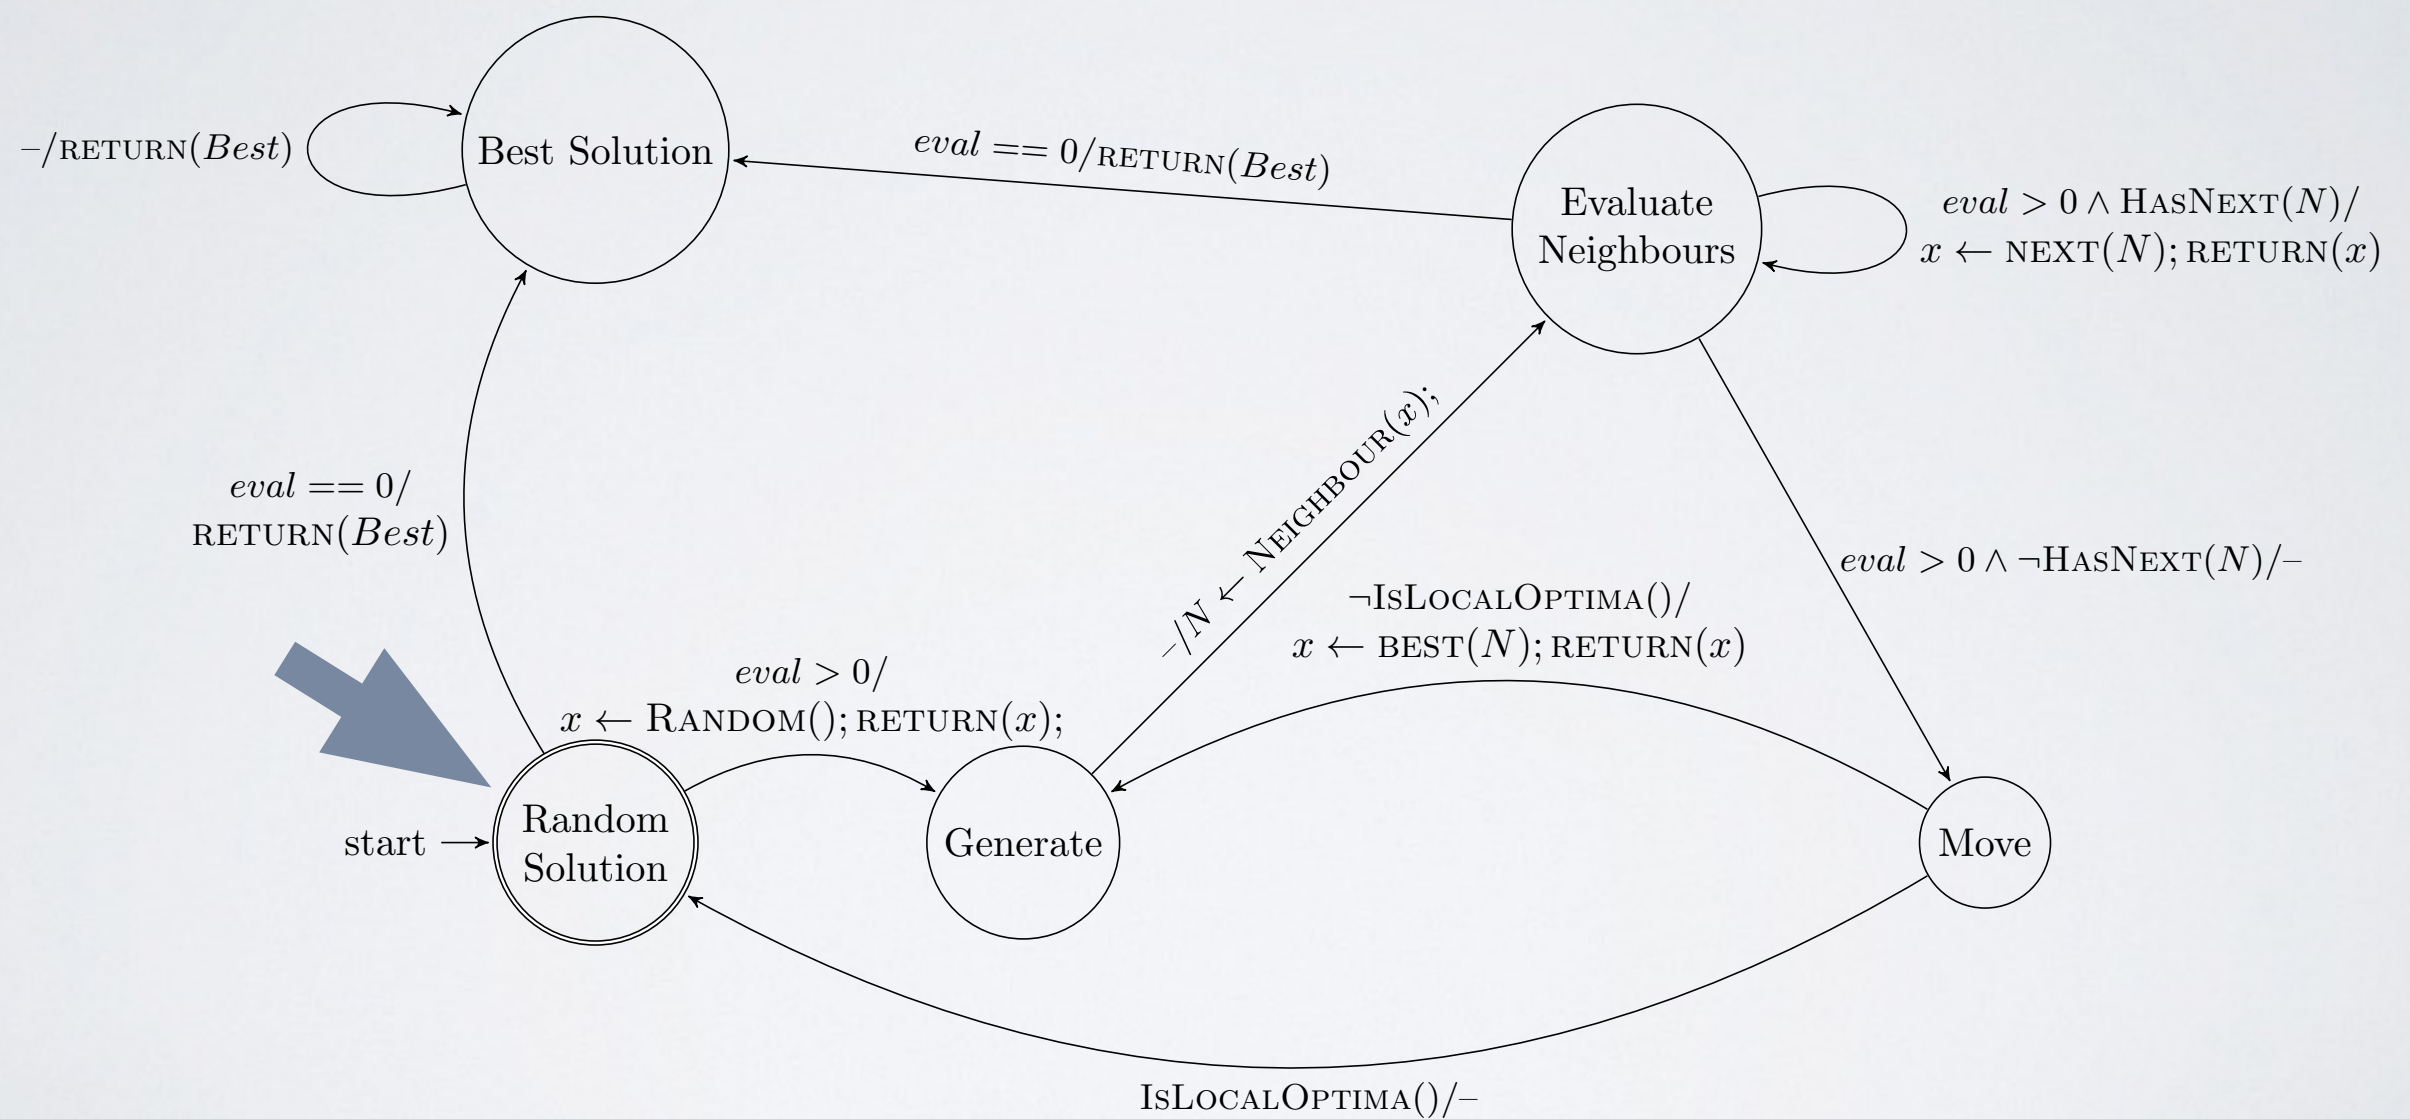 –/RETURN(Best)
Best Solution
eval == 0/RETURN(Best)
Evaluate
Neighbours
eval > 0 ∧ HASNEXT(N)/
x ← NEXT(N); RETURN(x)
eval == 0/
RETURN(Best)
–/N ← NEIGHBOUR(x);
eval > 0 ∧ ¬HASNEXT(N)/–
¬ISLOCALOPTIMA()/
x ← BEST(N); RETURN(x)
eval > 0/
x ← RANDOM(); RETURN(x);
start
Random
Solution
Generate
Move
ISLOCALOPTIMA()/–